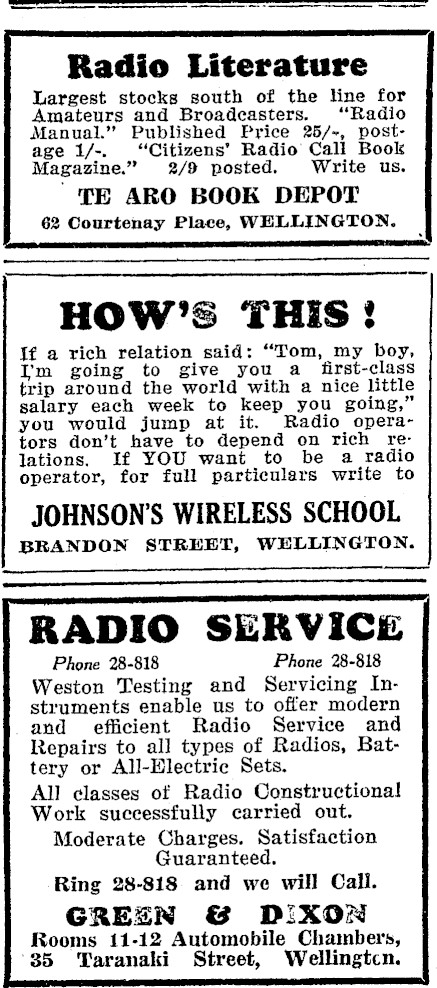 Radio Literature
Largest stocks south of the line for
Amateurs and Broadcasters. "Radio
Manual." Published Price 25/-, post-
age 1/-. "Citizens' Radio Call Book
Magazine." 2/9 posted. Write us.
TE ARO BOOK DEPOT
62 Courtenay Place, WELLINGTON.
HOW'S THIS!
If a rich relation said: "Tom, my boy,
I'm going to give you a first-class
trip around the world with a nice little
salary each week to keep you going,"
you would jump at it. Radio opera-
tors don't have to depend on rich re-
lations. If YOU want to be a radio
operator, for full particulars write to
JOHNSON'S WIRELESS SCHOOL
BRANDON STREET, WELLINGTON.
RADIO SERVICE
Phone 28-818 Phone 28-818
Weston Testing and Servicing In-
struments enable us to offer modern
and efficient Radio Service and
Repairs to all types of Radios, Bat-
tery or All-Electric Sets.
All classes of Radio Constructional
Work successfully carried out.
Moderate Charges. Satisfaction
Guaranteed.
Ring 28-818 and we will Call.
GREEN & DIXON
Rooms 11-12 Automobile Chambers,
35 Taranaki Street, Wellington.